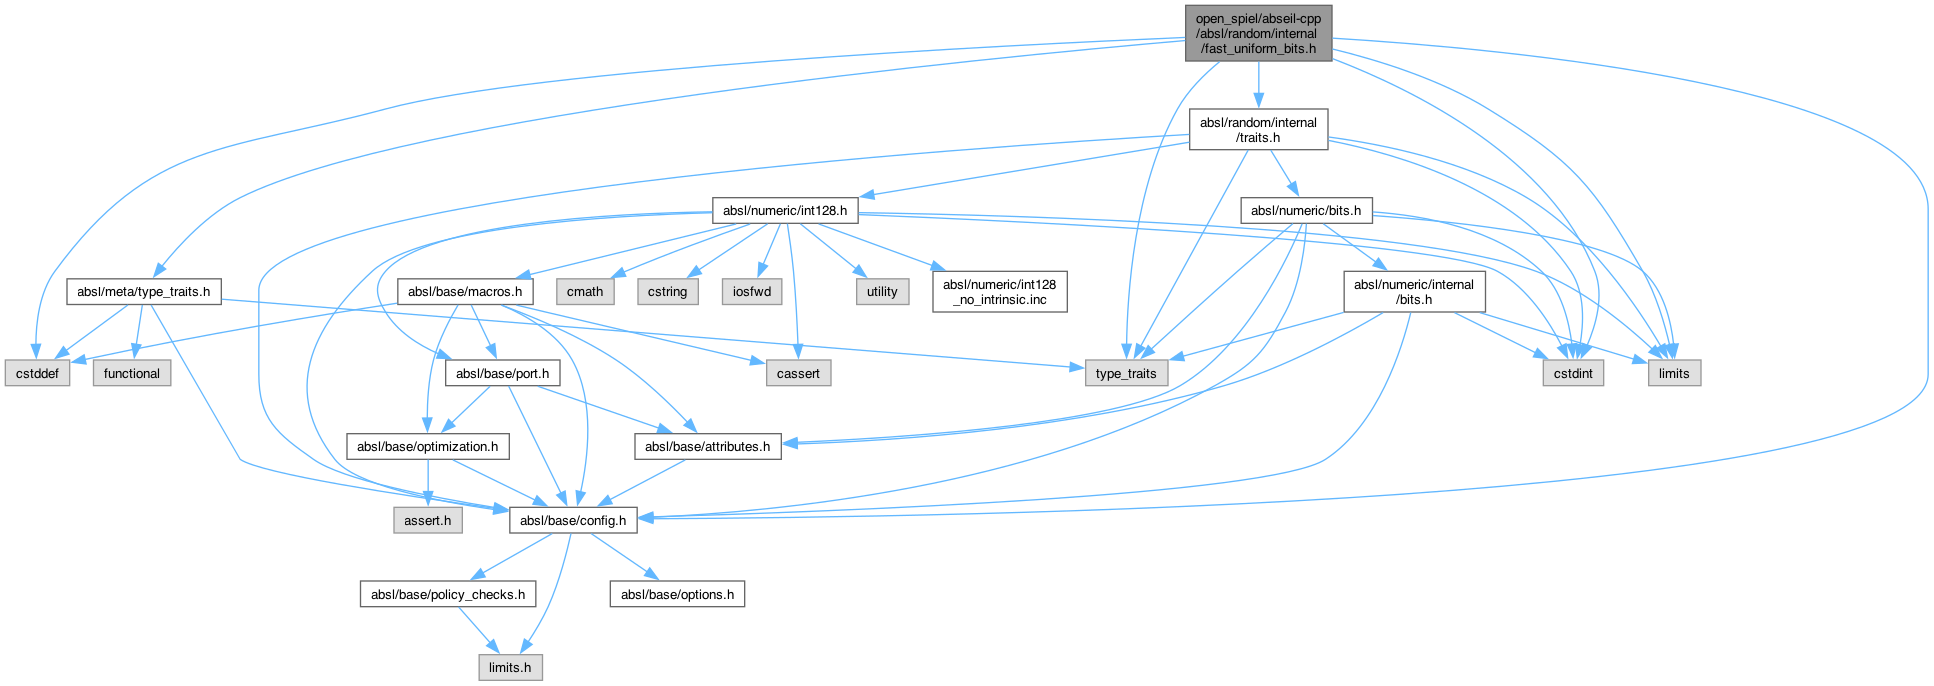 open_spiel/abseil-cpp
/absl/random/internal
/fast_uniform_bits.h
absl/random/internal
/traits.h
absl/numeric/int128.h
absl/numeric/bits.h
absl/meta/type_traits.h
absl/base/macros.h
cmath
cstring
iosfwd
utility
absl/numeric/int128
_no_intrinsic.inc
absl/numeric/internal
/bits.h
cstddef
functional
absl/base/port.h
cassert
type_traits
cstdint
limits
absl/base/optimization.h
absl/base/attributes.h
assert.h
absl/base/config.h
absl/base/policy_checks.h
absl/base/options.h
limits.h